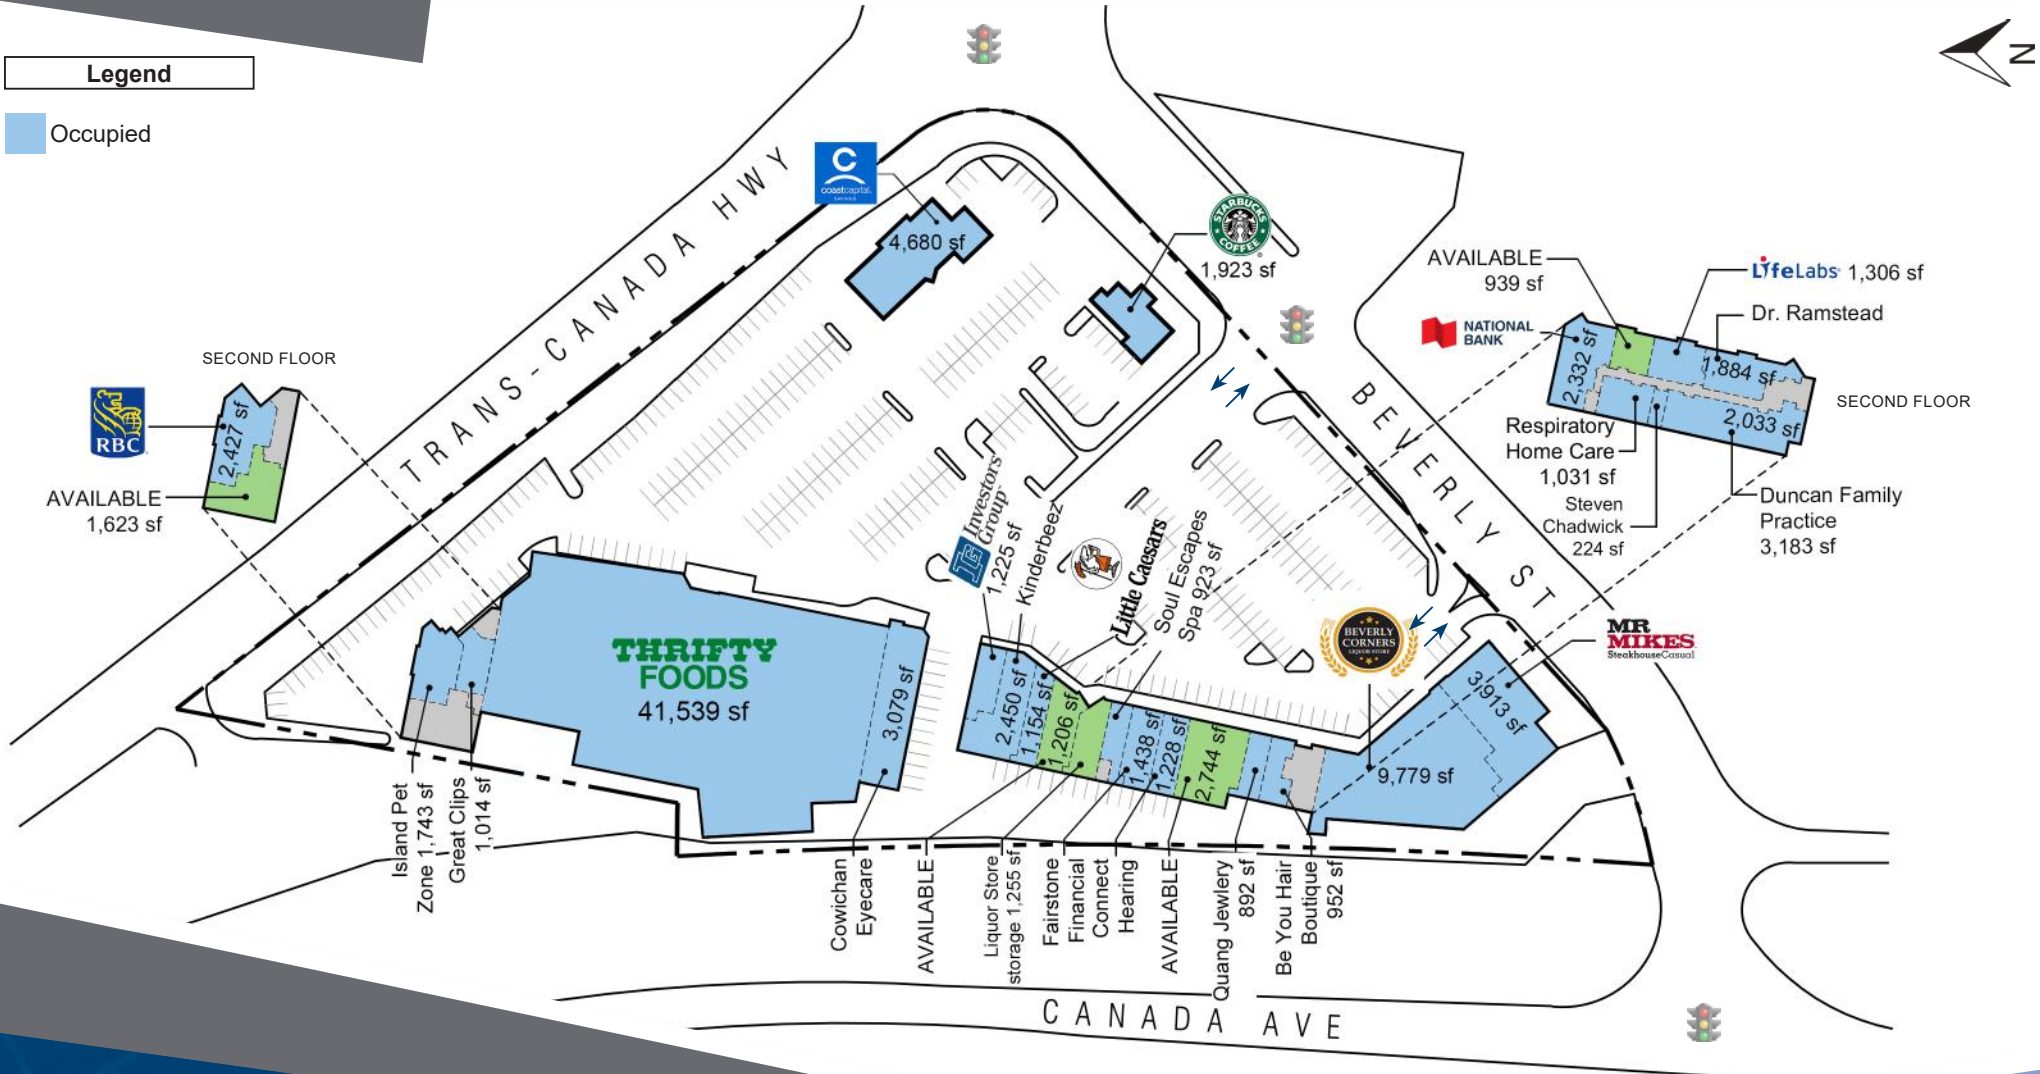 Legend
Occupied
TRANS-CANADA HWY
C
coastcapital
SAVINGS
4,680 sf
STARBUCKS
COFFEE
1,923 sf
N
SECOND FLOOR
RBC
2,427 sf
AVAILABLE
1,623 sf
AVAILABLE
939 sf
LifeLabs 1,306 sf
Dr. Ramstead
NATIONAL
BANK
2,332 sf
1,884 sf
2,033 sf
SECOND FLOOR
Respiratory
Home Care
1,031 sf
Steven
Chadwick
224 sf
Duncan Family
Practice
3,183 sf
BEVERLY ST
IG
Investors
Group
1,225 sf
Kinderbeez
Little Caesars
Soul Escapes
Spa 923 sf
BEVERLY
CORNERS
LIQUOR STORE
MR
MIKES
SteakhouseCasual
THRIFTY
FOODS
41,539 sf
3,079 sf
2,450 sf
1,154 sf
1,206 sf
1,438 sf
1,228 sf
2,744 sf
9,779 sf
3,913 sf
Island Pet
Zone 1,743 sf
Great Clips
1,014 sf
Cowichan
Eyecare
AVAILABLE
Liquor Store
storage 1,255 sf
Fairstone
Financial
Connect
Hearing
AVAILABLE
Quang Jewlery
892 sf
Be You Hair
Boutique
952 sf
CANADA AVE